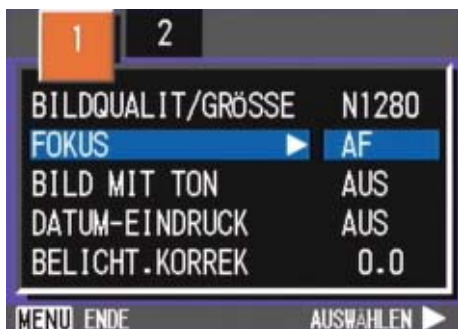 1 2
BILDQUALIT/GRÖSSE N1280
FOKUS ▶ AF
BILD MIT TON AUS
DATUM-EINDRUCK AUS
BELICHT.KORREK 0.0
MENU ENDE AUSWÄHLEN ▶